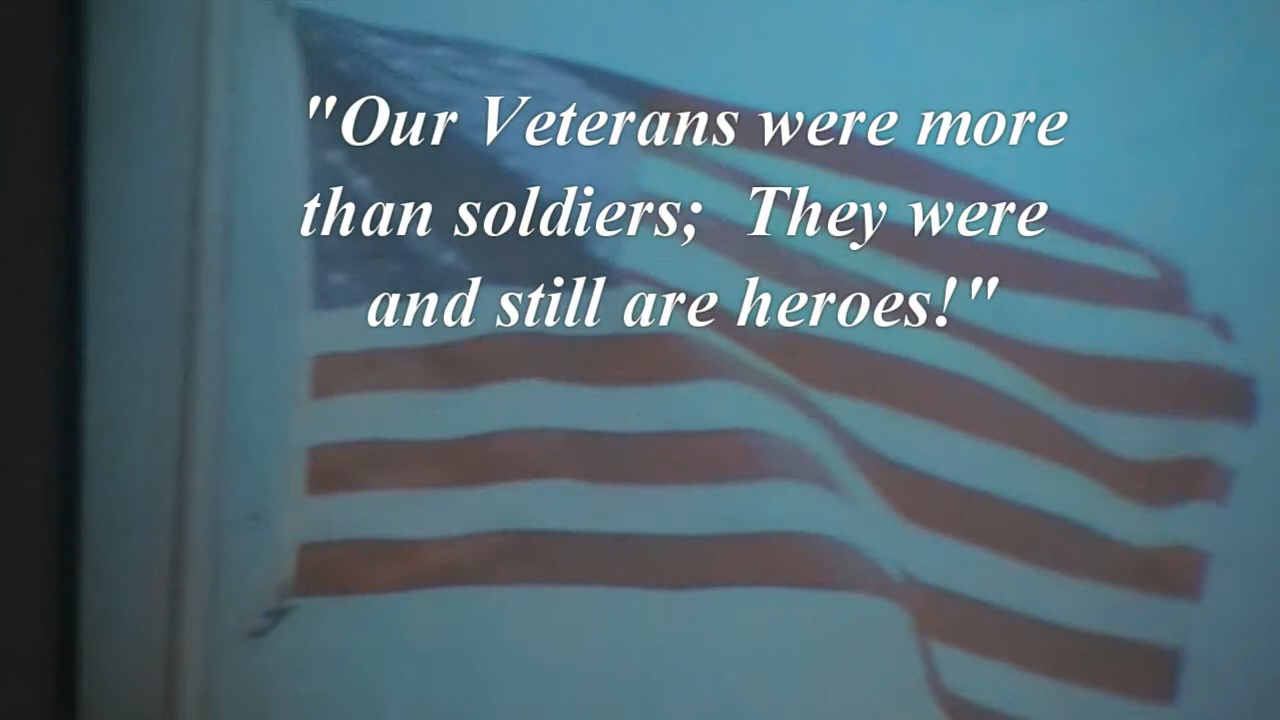 "Our Veterans were more
than soldiers;  They were
and still are heroes!"